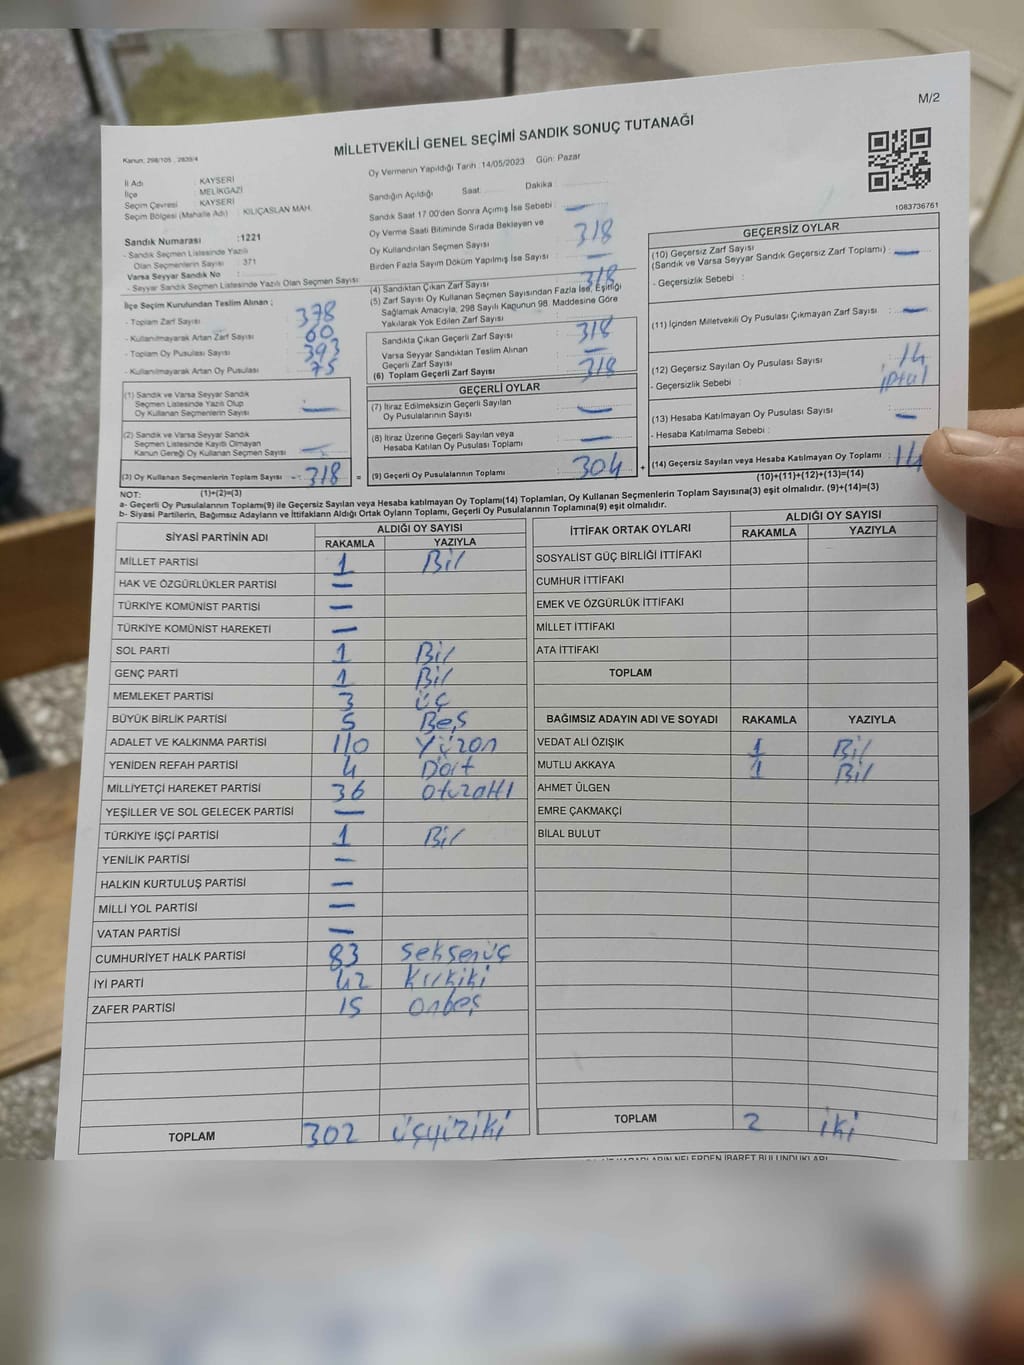 M/2
MİLLETVEKİLİ GENEL SEÇİMİ SANDIK SONUÇ TUTANAĞI
Kanun, 298/105 , 2839/4
Oy Vermenin Yapıldığı Tarih :14/05/2023 Gün: Pazar
İl Adı : KAYSERİ
İlçe : MELİKGAZİ
Seçim Çevresi : KAYSERİ
Seçim Bölgesi (Mahalle Adı) : KILIÇASLAN MAH.
Sandığın Açıldığı Saat: Dakika :
Sandık Saat 17:00'den Sonra Açımış İse Sebebi : —
Oy Verme Saati Bitiminde Sırada Bekleyen ve
Oy Kullandırılan Seçmen Sayısı 318
Birden Fazla Sayım Döküm Yapılmış İse Sayısı : —
1083736761
Sandık Numarası :1221
- Sandık Seçmen Listesinde Yazılı
Olan Seçmenlerin Sayısı : 371
Varsa Seyyar Sandık No :
- Seyyar Sandık Seçmen Listesinde Yazılı Olan Seçmen Sayısı :
İlçe Seçim Kurulundan Teslim Alınan ;
- Toplam Zarf Sayısı : 378
- Kullanılmayarak Artan Zarf Sayısı : 60
- Toplam Oy Pusulası Sayısı : 393
- Kullanılmayarak Artan Oy Pusulası : 75
(4) Sandıktan Çıkan Zarf Sayısı : 318
(5) Zarf Sayısı Oy Kullanan Seçmen Sayısından Fazla İse, Eşitliği
Sağlamak Amacıyla, 298 Sayılı Kanunun 98. Maddesine Göre
Yakılarak Yok Edilen Zarf Sayısı :
Sandıkta Çıkan Geçerli Zarf Sayısı : 318
Varsa Seyyar Sandıktan Teslim Alınan
Geçerli Zarf Sayısı : —
(6) Toplam Geçerli Zarf Sayısı : 318
GEÇERSİZ OYLAR
(10) Geçersiz Zarf Sayısı
(Sandık ve Varsa Seyyar Sandık Geçersiz Zarf Toplamı) : —
- Geçersizlik Sebebi :
(11) İçinden Milletvekili Oy Pusulası Çıkmayan Zarf Sayısı : —
(12) Geçersiz Sayılan Oy Pusulası Sayısı : 14
- Geçersizlik Sebebi : iptal
(13) Hesaba Katılmayan Oy Pusulası Sayısı : —
- Hesaba Katılmama Sebebi :
(14) Geçersiz Sayılan veya Hesaba Katılmayan Oy Toplamı : 14
(10)+(11)+(12)+(13)=(14)
(1) Sandık ve Varsa Seyyar Sandık
Seçmen Listesinde Yazılı Olup
Oy Kullanan Seçmenlerin Sayısı : —
(2) Sandık ve Varsa Seyyar Sandık
Seçmen Listesinde Kayıtlı Olmayan
Kanun Gereği Oy Kullanan Seçmen Sayısı : —
(3) Oy Kullanan Seçmenlerin Toplam Sayısı : 318 =
(1)+(2)=(3)
GEÇERLİ OYLAR
(7) İtiraz Edilmeksizin Geçerli Sayılan
Oy Pusulalarının Sayısı : —
(8) İtiraz Üzerine Geçerli Sayılan veya
Hesaba Katılan Oy Pusulası Toplamı : —
(9) Geçerli Oy Pusulalarının Toplamı : 304 +
NOT:
a- Geçerli Oy Pusulalarının Toplamı(9) ile Geçersiz Sayılan veya Hesaba katılmayan Oy Toplamı(14) Toplamları, Oy Kullanan Seçmenlerin Toplam Sayısına(3) eşit olmalıdır. (9)+(14)=(3)
b- Siyasi Partilerin, Bağımsız Adayların ve İttifakların Aldığı Ortak Oyların Toplamı, Geçerli Oy Pusulalarının Toplamına(9) eşit olmalıdır.
SİYASİ PARTİNİN ADI ALDIĞI OY SAYISI
RAKAMLA YAZIYLA
MİLLET PARTİSİ 1 Bir
HAK VE ÖZGÜRLÜKLER PARTİSİ —
TÜRKİYE KOMÜNİST PARTİSİ —
TÜRKİYE KOMÜNİST HAREKETİ —
SOL PARTİ 1 Bir
GENÇ PARTİ 1 Bir
MEMLEKET PARTİSİ 3 üç
BÜYÜK BİRLİK PARTİSİ 5 Beş
ADALET VE KALKINMA PARTİSİ 110 Yüzon
YENİDEN REFAH PARTİSİ 4 Dört
MİLLİYETÇİ HAREKET PARTİSİ 36 otuzaltı
YEŞİLLER VE SOL GELECEK PARTİSİ —
TÜRKİYE İŞÇİ PARTİSİ 1 Bir
YENİLİK PARTİSİ —
HALKIN KURTULUŞ PARTİSİ —
MİLLİ YOL PARTİSİ —
VATAN PARTİSİ —
CUMHURİYET HALK PARTİSİ 83 seksenüç
İYİ PARTİ 42 Kırkiki
ZAFER PARTİSİ 15 onbeş
TOPLAM 302 üçyüziki
İTTİFAK ORTAK OYLARI ALDIĞI OY SAYISI
RAKAMLA YAZIYLA
SOSYALİST GÜÇ BİRLİĞİ İTTİFAKI
CUMHUR İTTİFAKI
EMEK VE ÖZGÜRLÜK İTTİFAKI
MİLLET İTTİFAKI
ATA İTTİFAKI
TOPLAM
BAĞIMSIZ ADAYIN ADI VE SOYADI RAKAMLA YAZIYLA
VEDAT ALİ ÖZIŞIK 1 Bir
MUTLU AKKAYA 1 Bir
AHMET ÜLGEN
EMRE ÇAKMAKÇİ
BİLAL BULUT
TOPLAM 2 iki